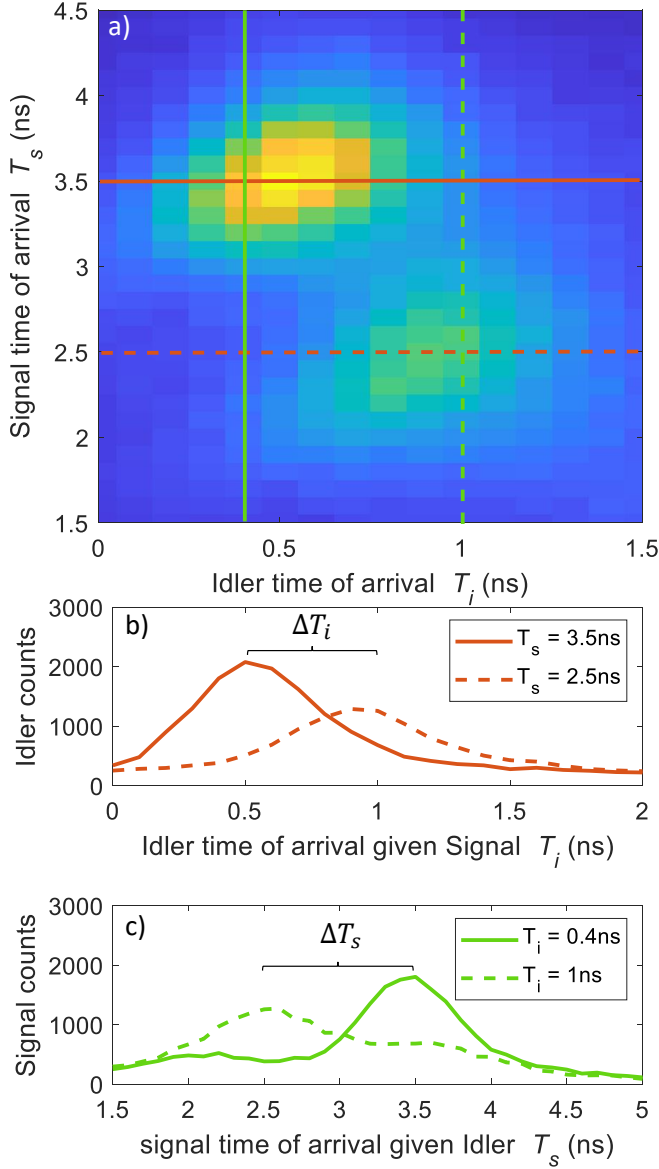 a)
4.5
4
3.5
3
2.5
2
1.5
Signal time of arrival T_s (ns)
0 0.5 1 1.5
Idler time of arrival T_i (ns)
b)
ΔT_i
3000
2000
1000
0
Idler counts
T_s = 3.5ns
T_s = 2.5ns
0 0.5 1 1.5 2
Idler time of arrival given Signal T_i (ns)
c)
ΔT_s
3000
2000
1000
0
Signal counts
T_i = 0.4ns
T_i = 1ns
1.5 2 2.5 3 3.5 4 4.5 5
signal time of arrival given Idler T_s (ns)